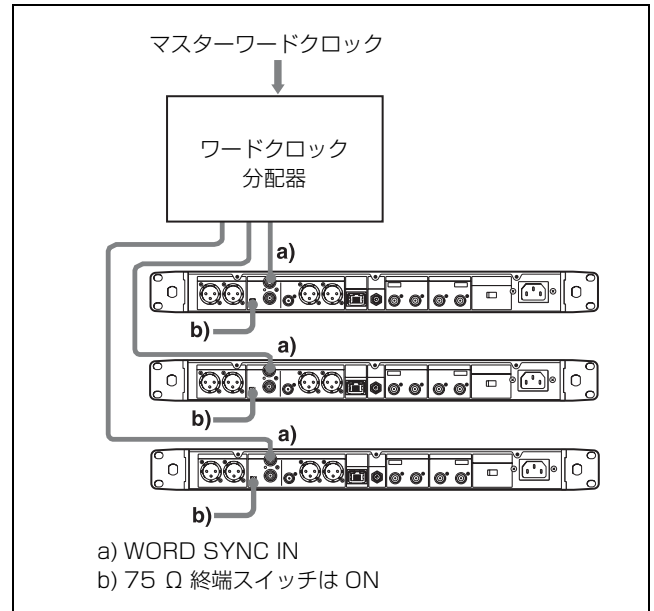 マスターワードクロック
ワードクロック
分配器
a)
b)
a)
b)
a)
b)
a) WORD SYNC IN
b) 75 Ω 終端スイッチは ON